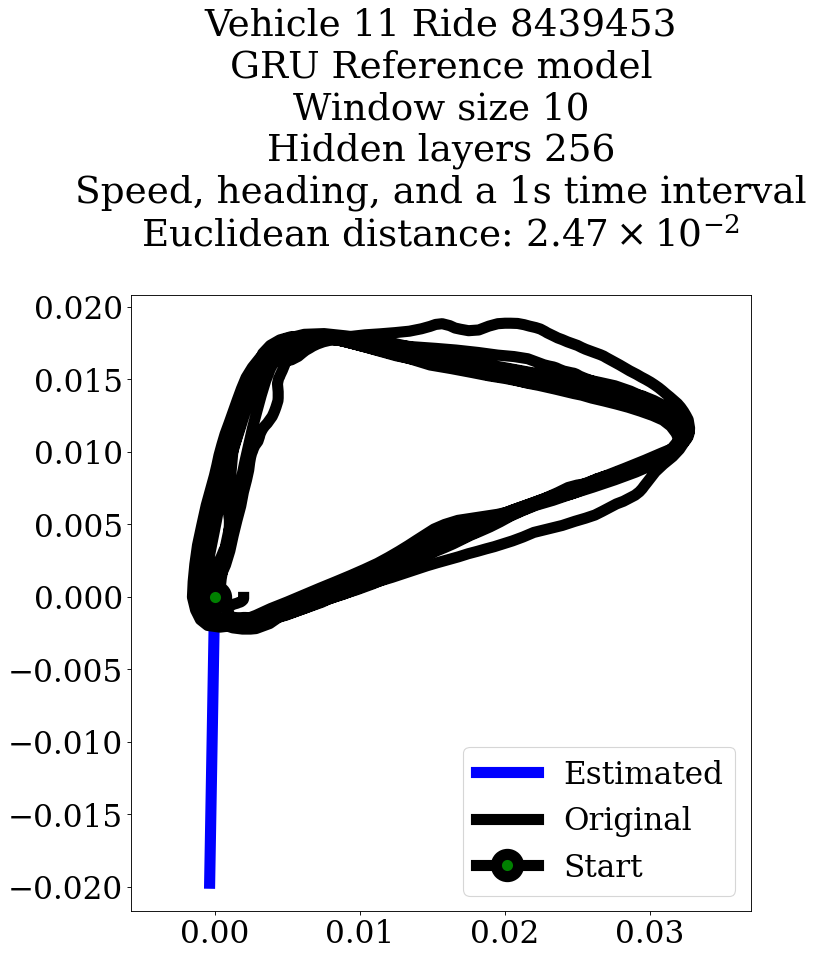 Vehicle 11 Ride 8439453
GRU Reference model
Window size 10
Hidden layers 256
Speed, heading, and a 1s time interval
Euclidean distance: 2.47 × 10⁻²
0.020
0.015
0.010
0.005
0.000
−0.005
−0.010
−0.015
−0.020
Estimated
Original
Start
0.00 0.01 0.02 0.03